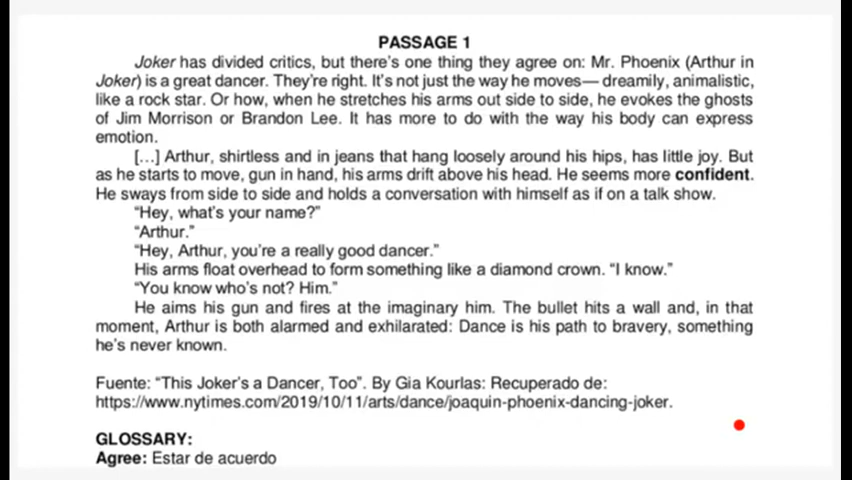 PASSAGE 1
Joker has divided critics, but there's one thing they agree on: Mr. Phoenix (Arthur in
Joker) is a great dancer. They're right. It's not just the way he moves— dreamily, animalistic,
like a rock star. Or how, when he stretches his arms out side to side, he evokes the ghosts
of Jim Morrison or Brandon Lee. It has more to do with the way his body can express
emotion.
[...] Arthur, shirtless and in jeans that hang loosely around his hips, has little joy. But
as he starts to move, gun in hand, his arms drift above his head. He seems more confident.
He sways from side to side and holds a conversation with himself as if on a talk show.
“Hey, what's your name?”
“Arthur.”
“Hey, Arthur, you're a really good dancer.”
His arms float overhead to form something like a diamond crown. “I know.”
“You know who's not? Him.”
He aims his gun and fires at the imaginary him. The bullet hits a wall and, in that
moment, Arthur is both alarmed and exhilarated: Dance is his path to bravery, something
he's never known.
Fuente: “This Joker's a Dancer, Too”. By Gia Kourlas: Recuperado de:
https://www.nytimes.com/2019/10/11/arts/dance/joaquin-phoenix-dancing-joker.
GLOSSARY:
Agree: Estar de acuerdo